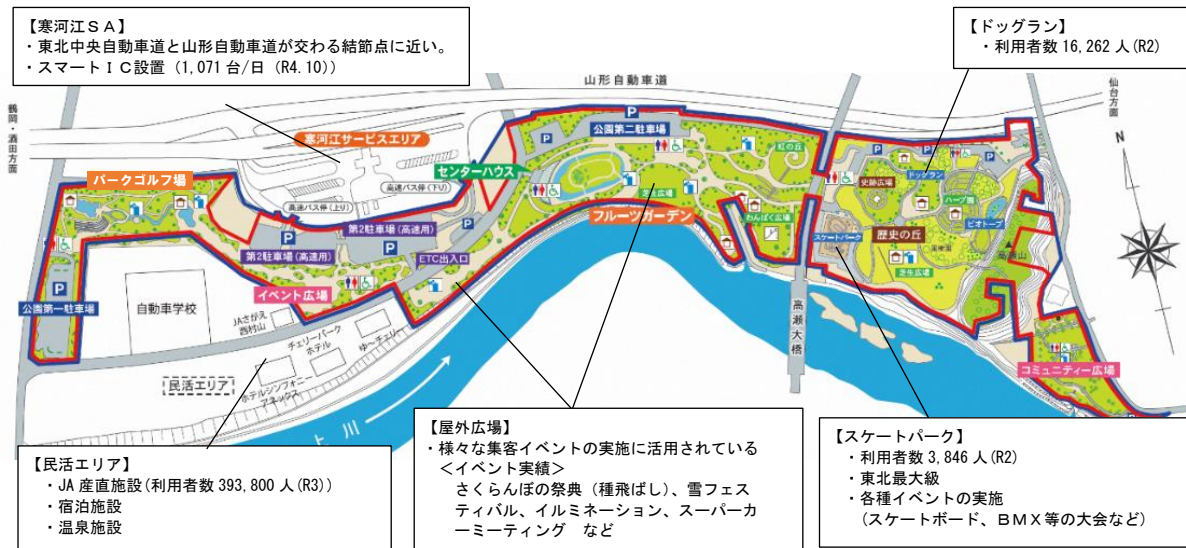 【寒河江ＳＡ】
・東北中央自動車道と山形自動車道が交わる結節点に近い。
・スマートＩＣ設置（1,071 台/日（R4.10））
【ドッグラン】
・利用者数 16,262 人(R2)
山形自動車道
仙台方面
鶴岡・酒田方面
N
P
公園第二駐車場
寒河江サービスエリア
センターハウス
紅の丘
パークゴルフ場
高速バス停（下り）
高速バス停（上り）
芝生広場
わんぱく広場
フルーツガーデン
史跡広場
ドッグラン
ハーブ園
ビオトープ
歴史の丘
スケートパーク
芝生広場
高瀬山
第2駐車場（高速用）
第2駐車場（高速用）
ETC出入口
イベント広場
公園第一駐車場
自動車学校
JAさがえ
西村山
チェリーパーク
ホテル
ゆ～チェリー
ホテルシンフォニー
アネックス
民活エリア
高瀬大橋
コミュニティー広場
上川
【民活エリア】
・JA 産直施設(利用者数 393,800 人(R3))
・宿泊施設
・温泉施設
【屋外広場】
・様々な集客イベントの実施に活用されている
＜イベント実績＞
さくらんぼの祭典（種飛ばし）、雪フェス
ティバル、イルミネーション、スーパーカ
ーミーティング　など
【スケートパーク】
・利用者数 3,846 人(R2)
・東北最大級
・各種イベントの実施
（スケートボード、ＢＭＸ等の大会など）